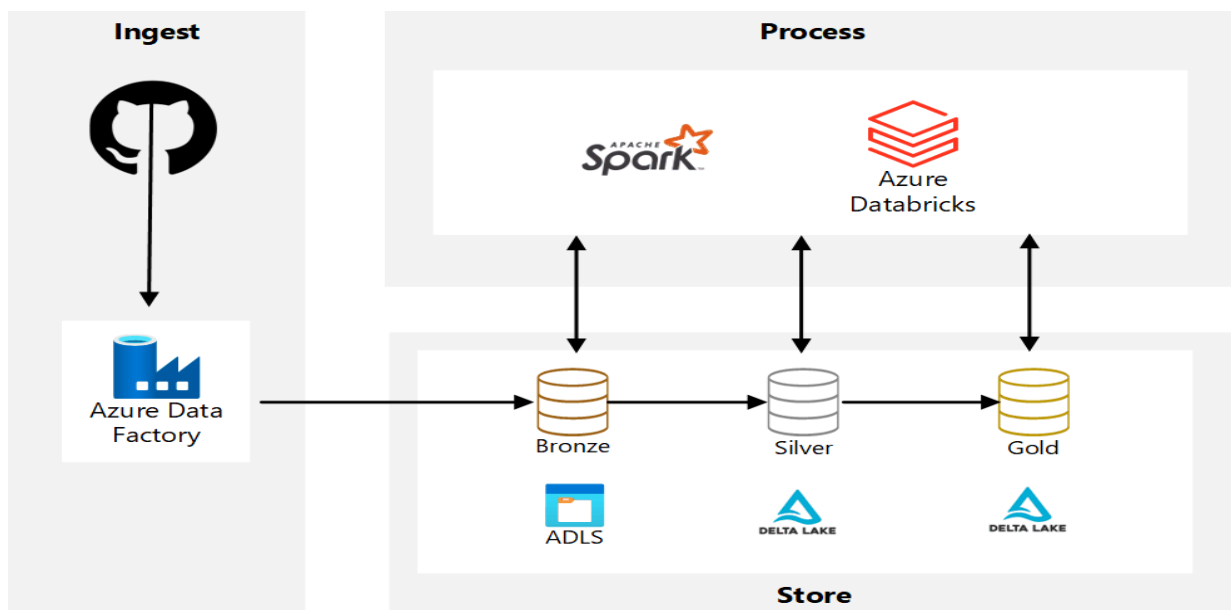 Ingest
Process
APACHE
Spark
Azure
Databricks
Azure Data
Factory
Bronze
Silver
Gold
ADLS
DELTA LAKE
DELTA LAKE
Store